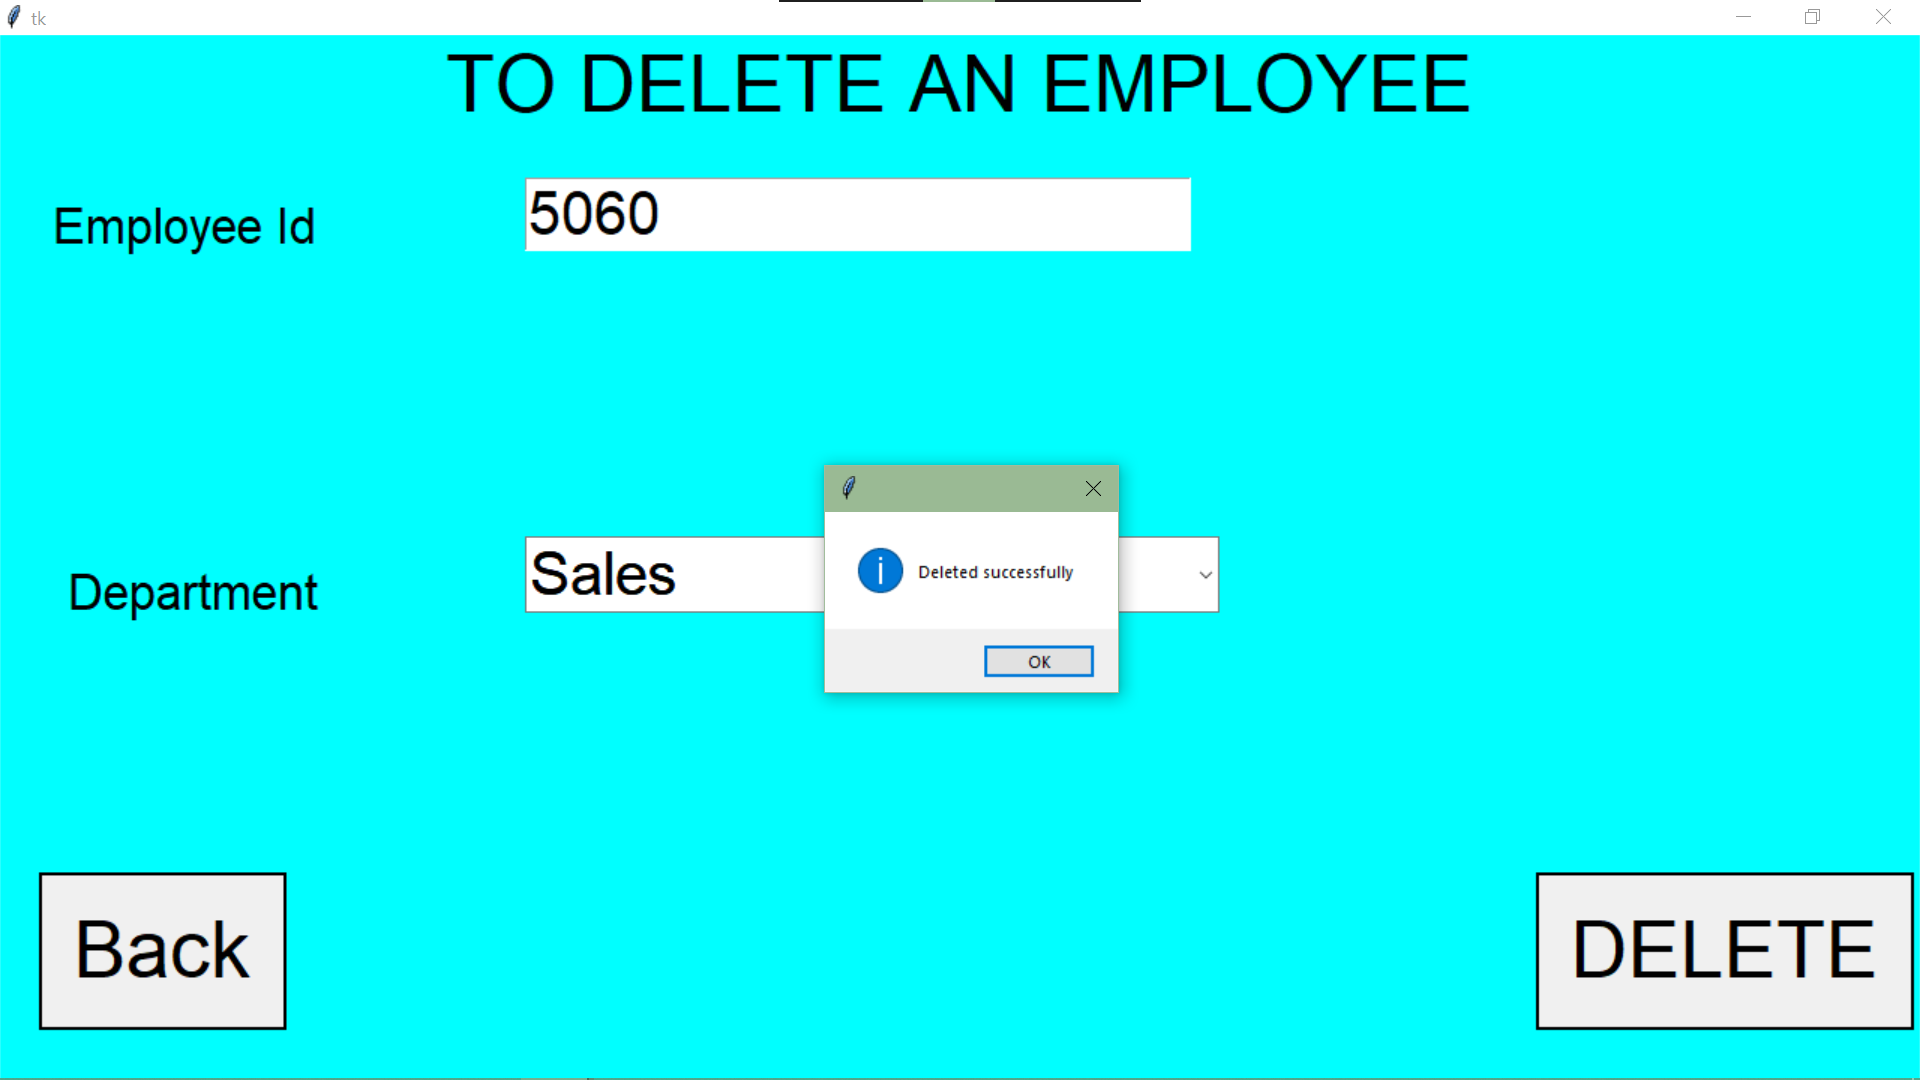 tk
TO DELETE AN EMPLOYEE
Employee Id
5060
Department
Sales
Deleted successfully
OK
Back
DELETE